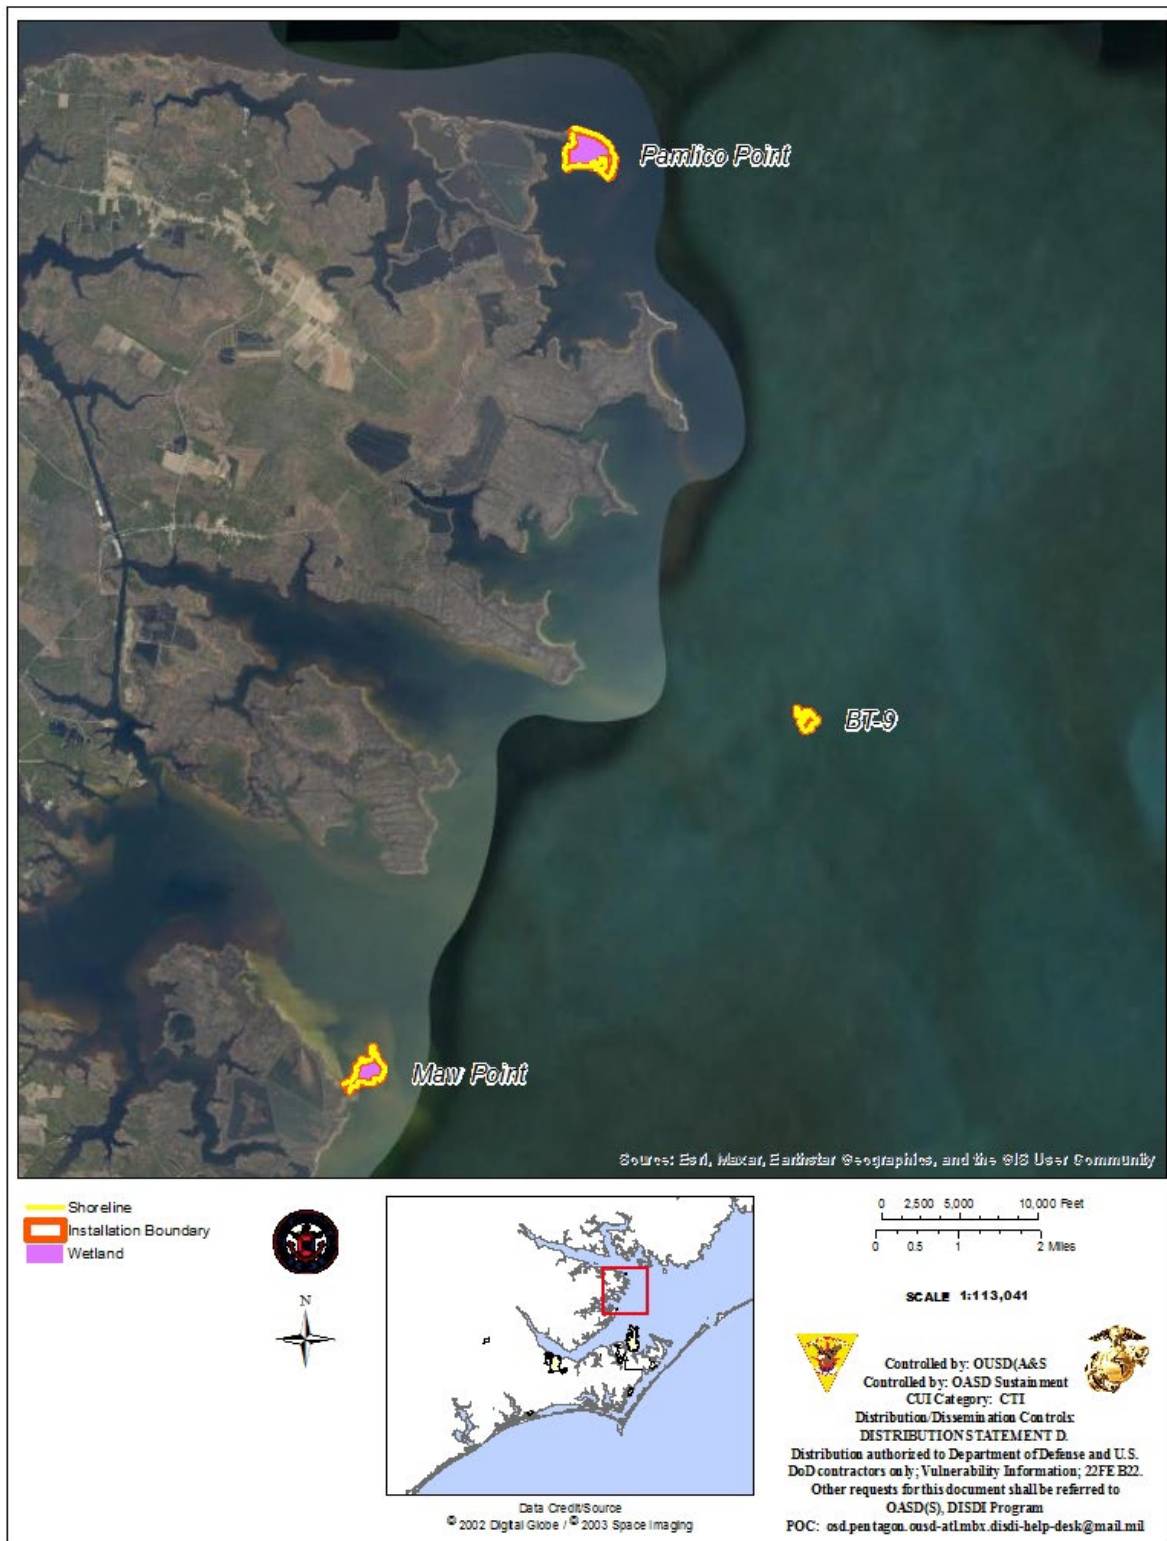 Pamlico Point
BT-9
Maw Point
Source: Esri, Maxar, Earthstar Geographics, and the GIS User Community
Shoreline
Installation Boundary
Wetland
N
Data Credit/Source
© 2002 Digital Globe / © 2003 Space Imaging
0 2,500 5,000 10,000 Feet
0 0.5 1 2 Miles
SCALE 1:113,041
Controlled by: OUSD(A&S
Controlled by: OASD Sustainment
CUI Category: CTI
Distribution/Dissemination Controls:
DISTRIBUTION STATEMENT D.
Distribution authorized to Department of Defense and U.S.
DoD contractors only; Vulnerability Information; 22FEB22.
Other requests for this document shall be referred to
OASD(S), DISDI Program
POC: osd.pentagon.ousd-atl.mbx.disdi-help-desk@mail.mil